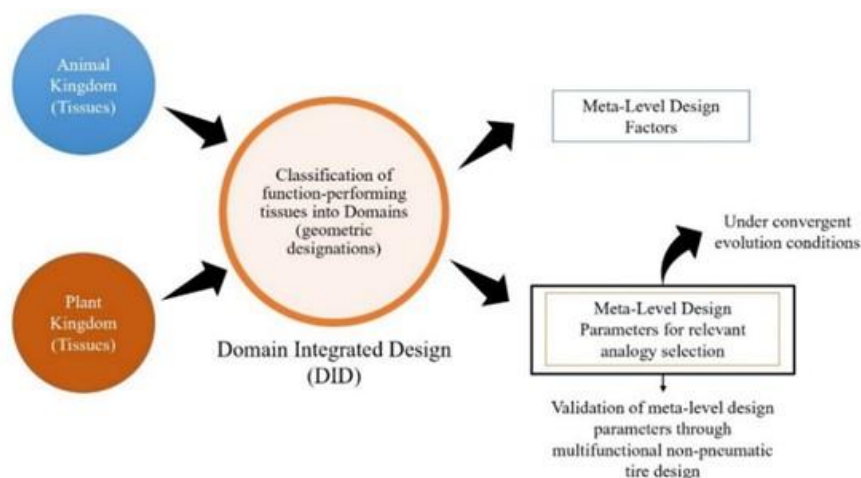 Animal
Kingdom
(Tissues)
Plant
Kingdom
(Tissues)
Classification of
function-performing
tissues into Domains
(geometric
designations)
Domain Integrated Design
(DID)
Meta-Level Design
Factors
Under convergent
evolution conditions
Meta-Level Design
Parameters for relevant
analogy selection
Validation of meta-level design
parameters through
multifunctional non-pneumatic
tire design